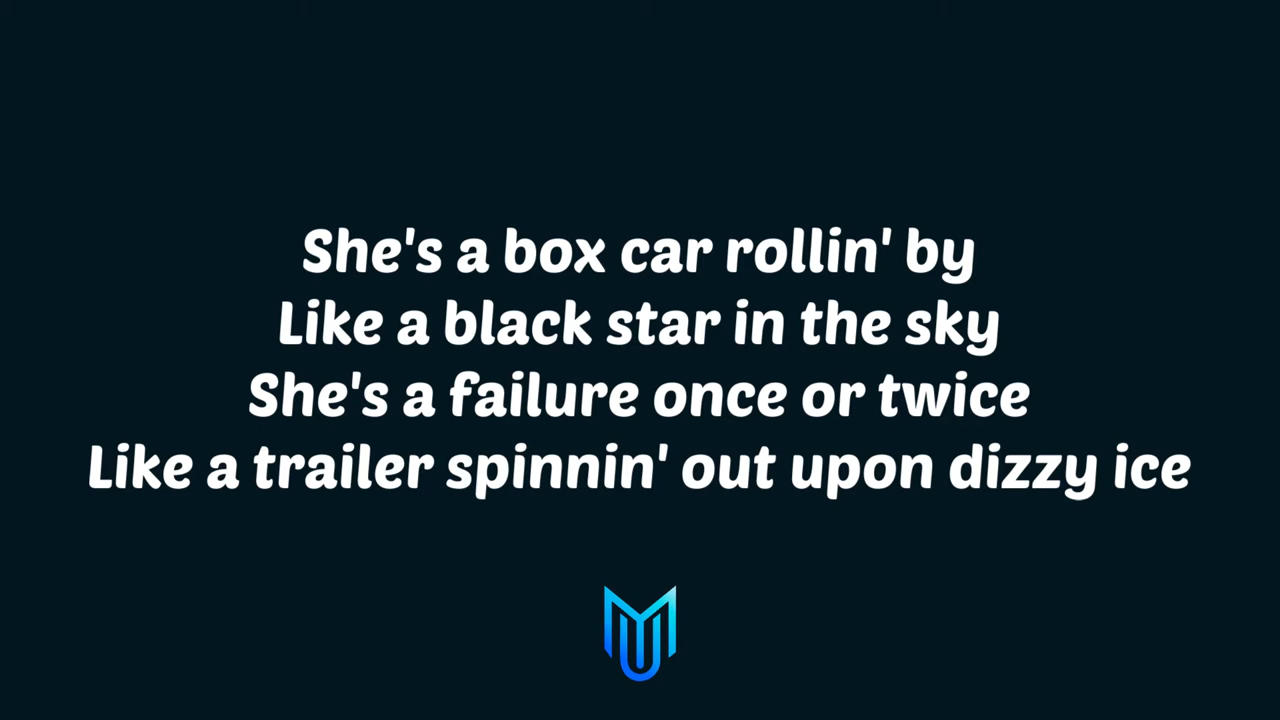 She's a box car rollin' by
Like a black star in the sky
She's a failure once or twice
Like a trailer spinnin' out upon dizzy ice